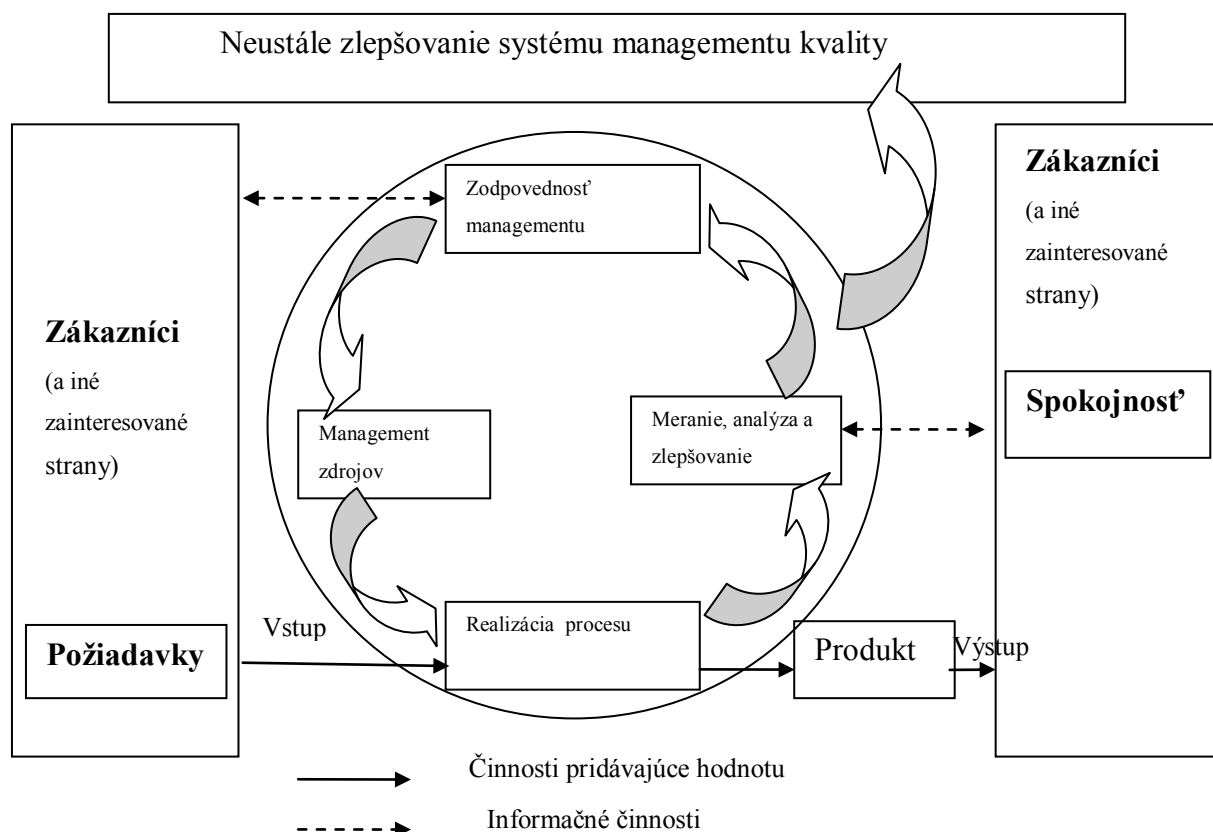 Neustále zlepšovanie systému managementu kvality
Zákazníci
(a iné
zainteresované
strany)
Požiadavky
Vstup
Zodpovednosť
managementu
Management
zdrojov
Meranie, analýza a
zlepšovanie
Realizácia procesu
Produkt
Výstup
Zákazníci
(a iné
zainteresované
strany)
Spokojnosť
Činnosti pridávajúce hodnotu
Informačné činnosti